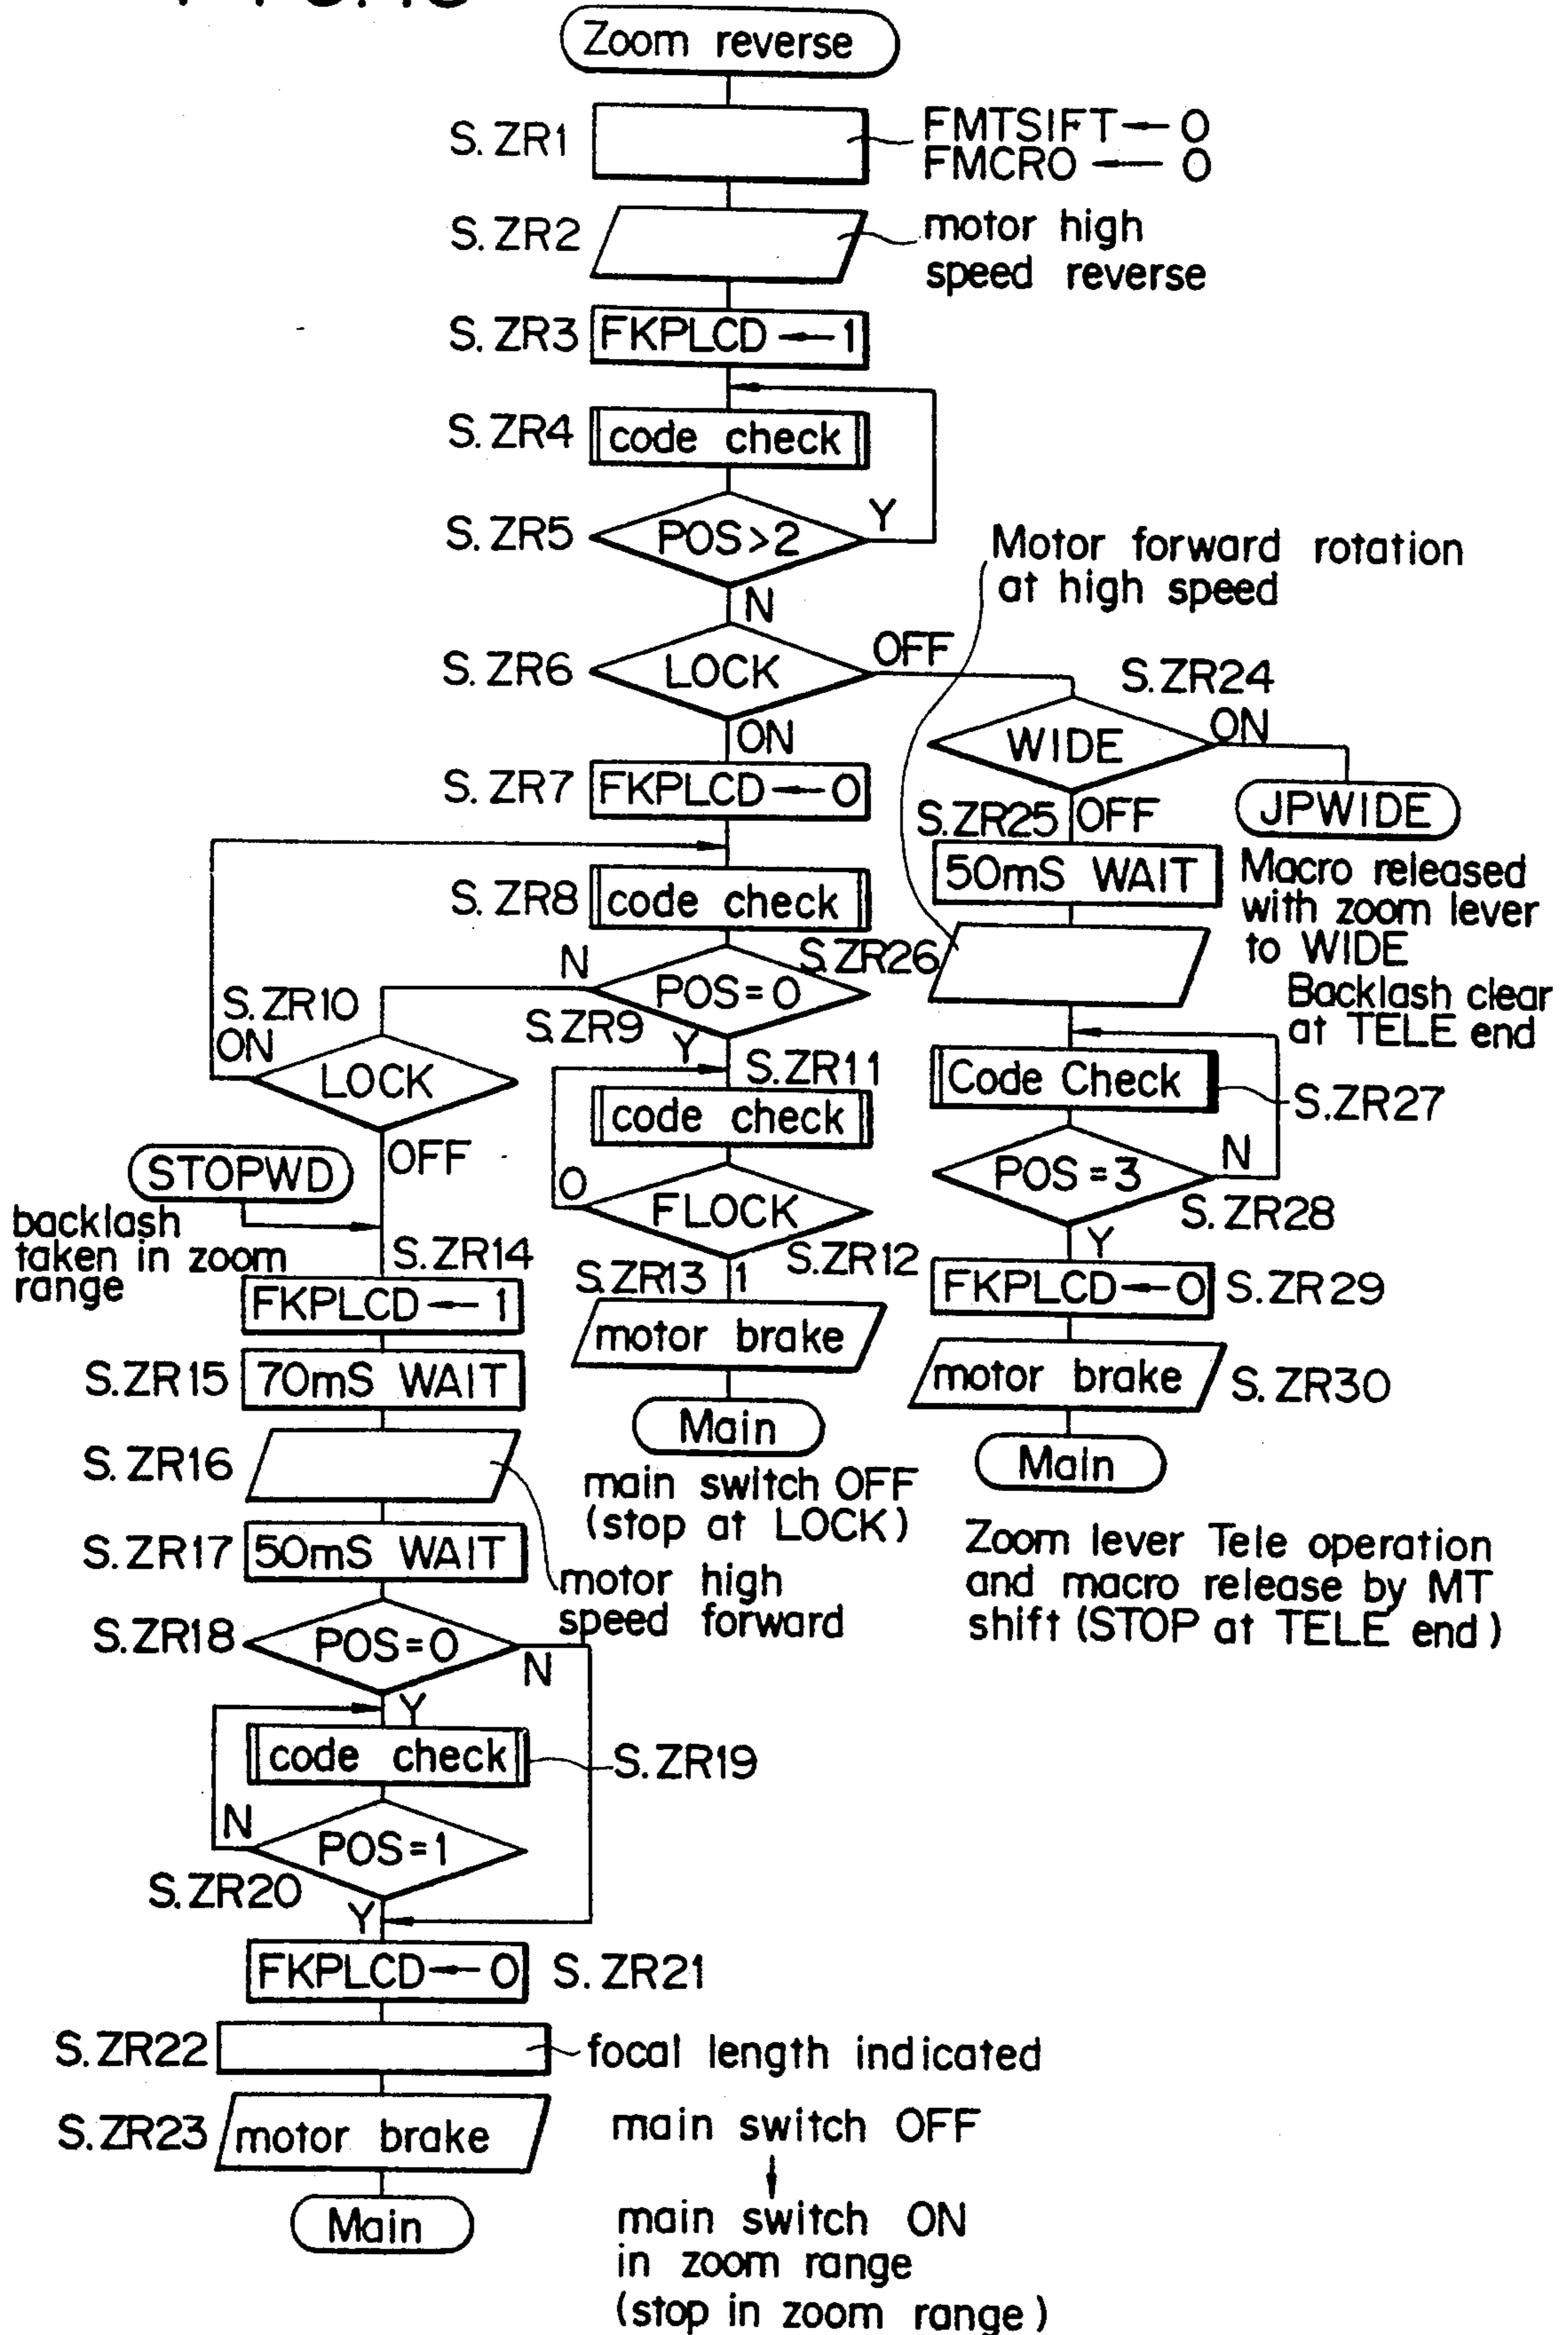 Zoom reverse
S.ZR1
FMTSIFT ← 0
FMCRO ← 0
S.ZR2
motor high
speed reverse
S.ZR3
FKPLCD ← 1
S.ZR4
code check
S.ZR5
POS>2
Y
N
Motor forward rotation
at high speed
S.ZR6
LOCK
OFF
ON
S.ZR24
WIDE
ON
OFF
JPWIDE
S.ZR7
FKPLCD ← 0
S.ZR25
50mS WAIT
Macro released
with zoom lever
to WIDE
S.ZR8
code check
S.ZR26
Backlash clear
at TELE end
N
POS=0
S.ZR9
Y
S.ZR10
ON
LOCK
OFF
S.ZR11
code check
Code Check
S.ZR27
POS=3
N
S.ZR28
Y
STOPWD
backlash
taken in zoom
range
0
FLOCK
S.ZR12
1
S.ZR13
motor brake
Main
main switch OFF
(stop at LOCK)
S.ZR14
FKPLCD ← 1
FKPLCD ← 0
S.ZR29
motor brake
S.ZR30
Main
Zoom lever Tele operation
and macro release by MT
shift (STOP at TELE end)
S.ZR15
70mS WAIT
S.ZR16
motor high
speed forward
S.ZR17
50mS WAIT
S.ZR18
POS=0
N
Y
code check
S.ZR19
N
POS=1
S.ZR20
Y
FKPLCD ← 0
S.ZR21
S.ZR22
focal length indicated
S.ZR23
motor brake
Main
main switch OFF
↓
main switch ON
in zoom range
(stop in zoom range)